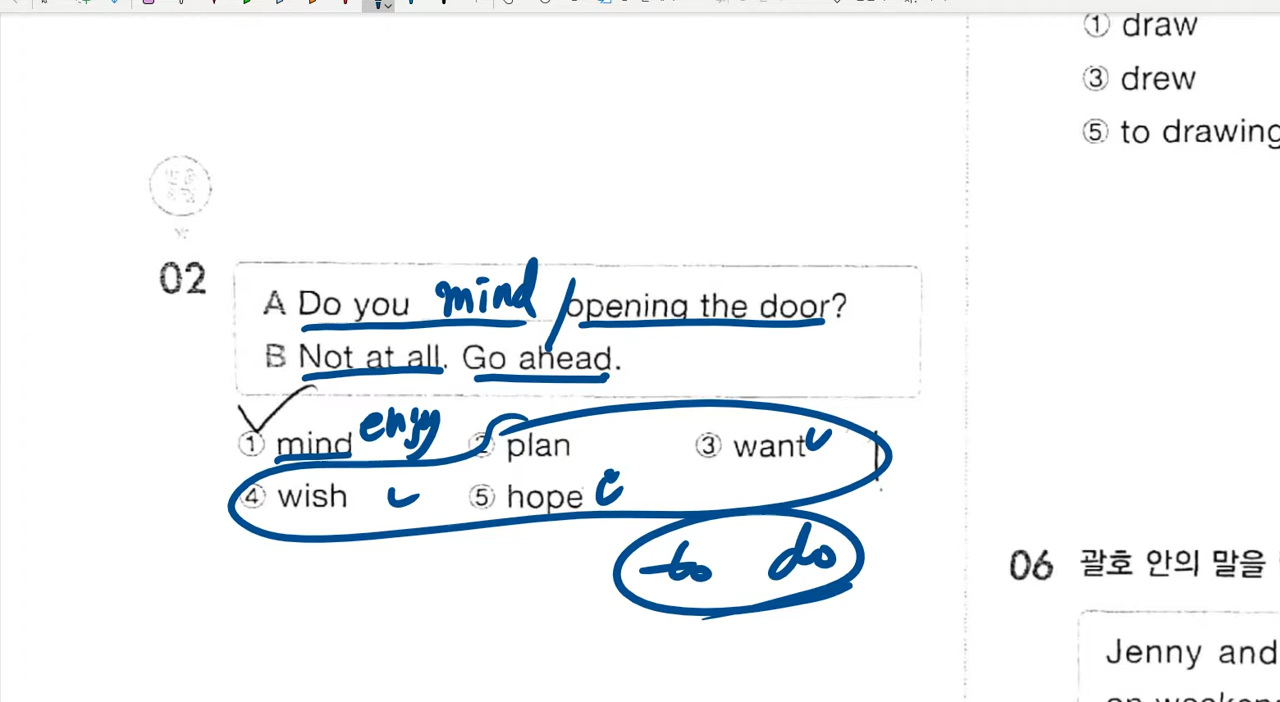 ① draw
③ drew
⑤ to drawing
02
A Do you mind / opening the door?
B Not at all. Go ahead.
① mind enjy ② plan ③ want
④ wish ⑤ hope
to do
06 괄호 안의 말을
Jenny and